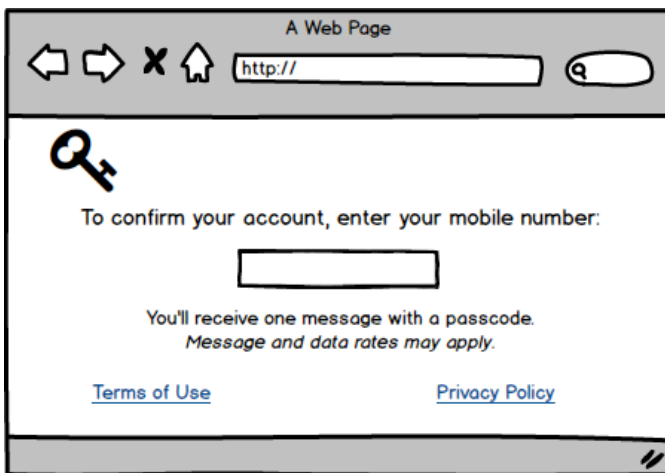 A Web Page
http://
To confirm your account, enter your mobile number:
You'll receive one message with a passcode.
Message and data rates may apply.
Terms of Use
Privacy Policy